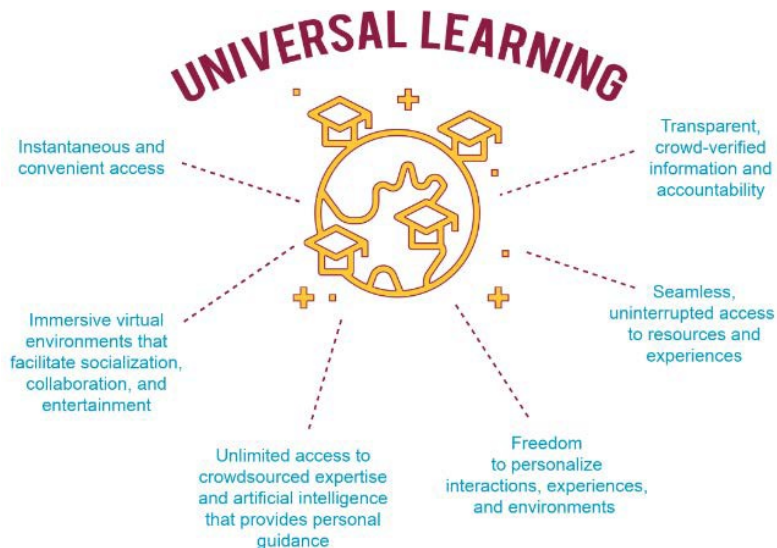 UNIVERSAL LEARNING
Instantaneous and
convenient access
Transparent,
crowd-verified
information and
accountability
Immersive virtual
environments that
facilitate socialization,
collaboration, and
entertainment
Seamless,
uninterrupted access
to resources and
experiences
Unlimited access to
crowdsourced expertise
and artificial intelligence
that provides personal
guidance
Freedom
to personalize
interactions, experiences,
and environments